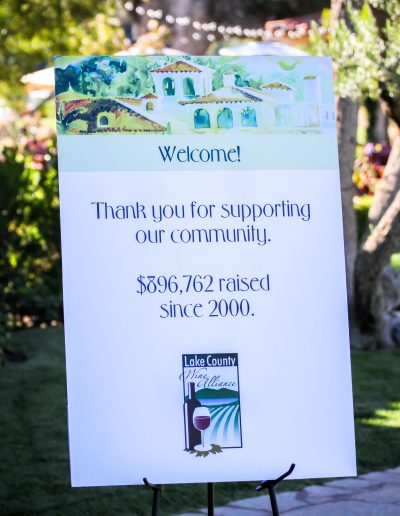 Welcome!
Thank you for supporting
our community.
$896,762 raised
since 2000.
Lake County
Wine Alliance